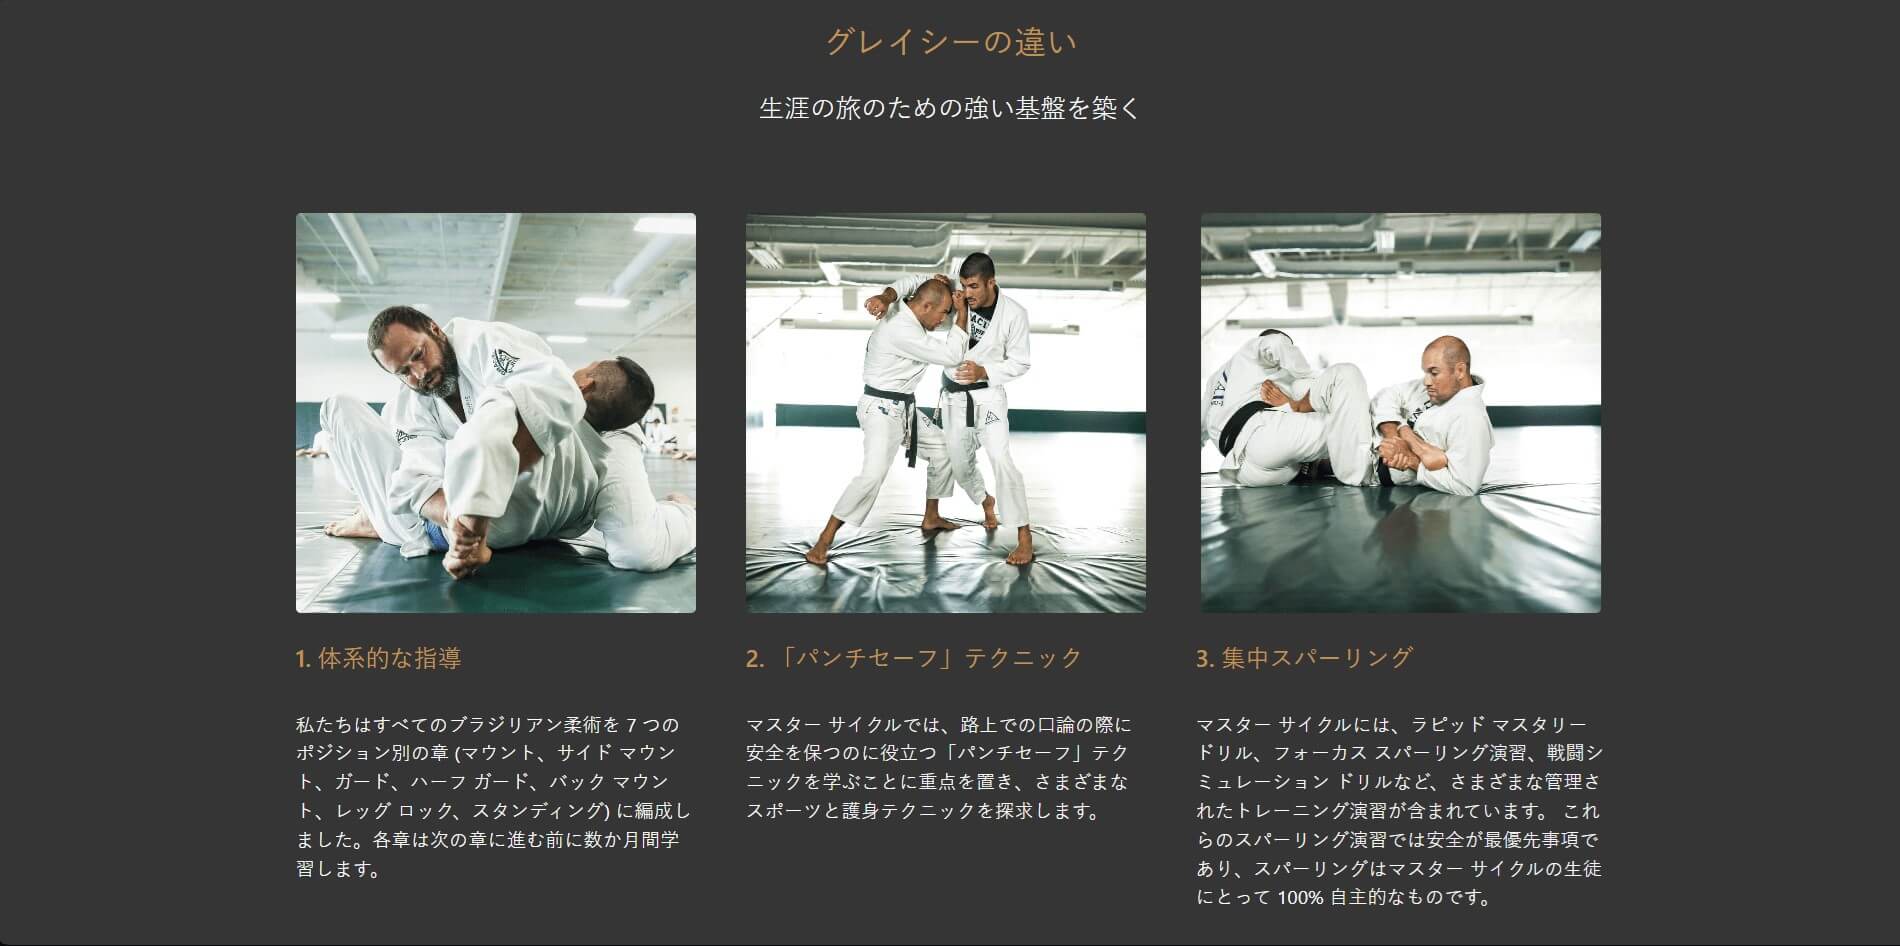 グレイシーの違い
生涯の旅のための強い基盤を築く
1. 体系的な指導
私たちはすべてのブラジリアン柔術を 7 つの
ポジション別の章 (マウント、サイド マウン
ト、ガード、ハーフ ガード、バック マウン
ト、レッグ ロック、スタンディング) に編成し
ました。各章は次の章に進む前に数か月間学
習します。
2. 「パンチセーフ」テクニック
マスター サイクルでは、路上での口論の際に
安全を保つのに役立つ「パンチセーフ」テク
ニックを学ぶことに重点を置き、さまざまな
スポーツと護身テクニックを探求します。
3. 集中スパーリング
マスター サイクルには、ラピッド マスタリー
ドリル、フォーカス スパーリング演習、戦闘シ
ミュレーション ドリルなど、さまざまな管理さ
れたトレーニング演習が含まれています。 これ
らのスパーリング演習では安全が最優先事項で
あり、スパーリングはマスター サイクルの生徒
にとって 100% 自主的なものです。